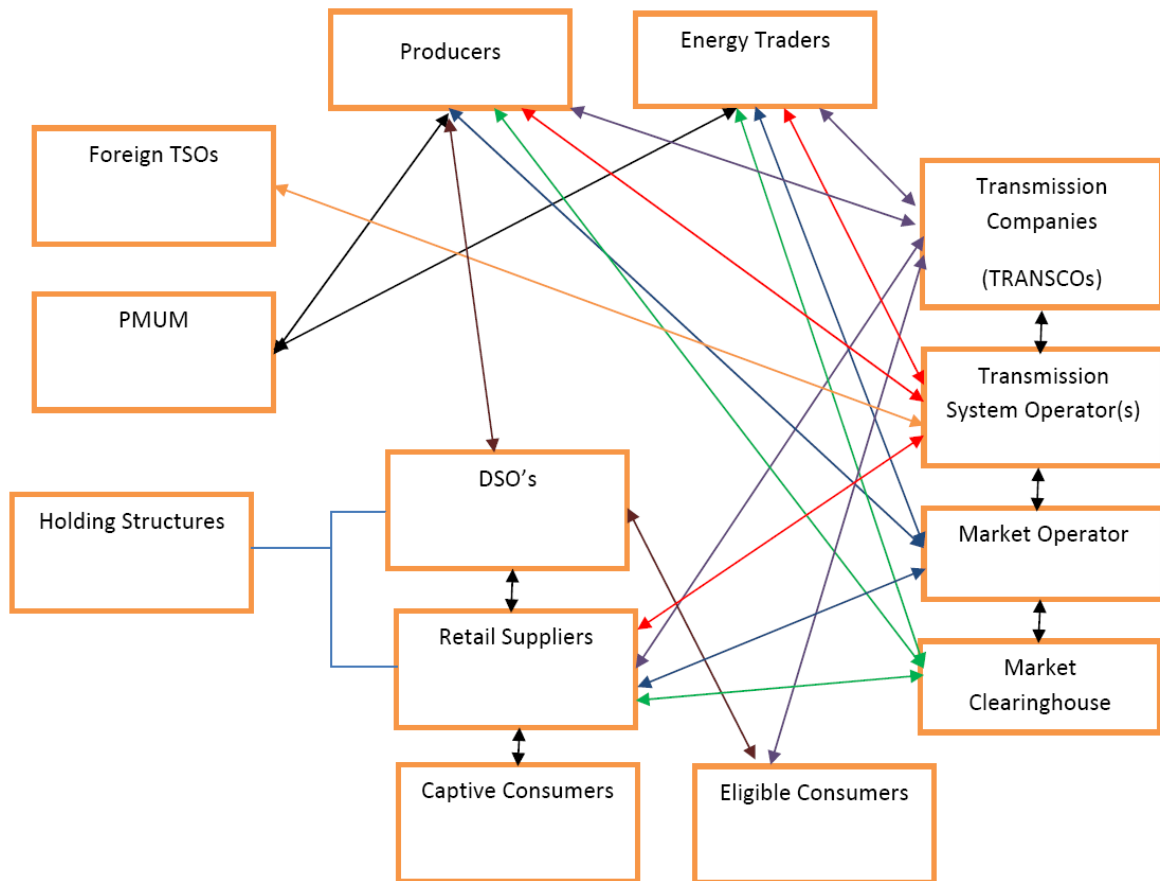 Producers
Energy Traders
Foreign TSOs
Transmission
Companies
(TRANSCOs)
PMUM
Transmission
System Operator(s)
DSO’s
Holding Structures
Market Operator
Retail Suppliers
Market
Clearinghouse
Captive Consumers
Eligible Consumers